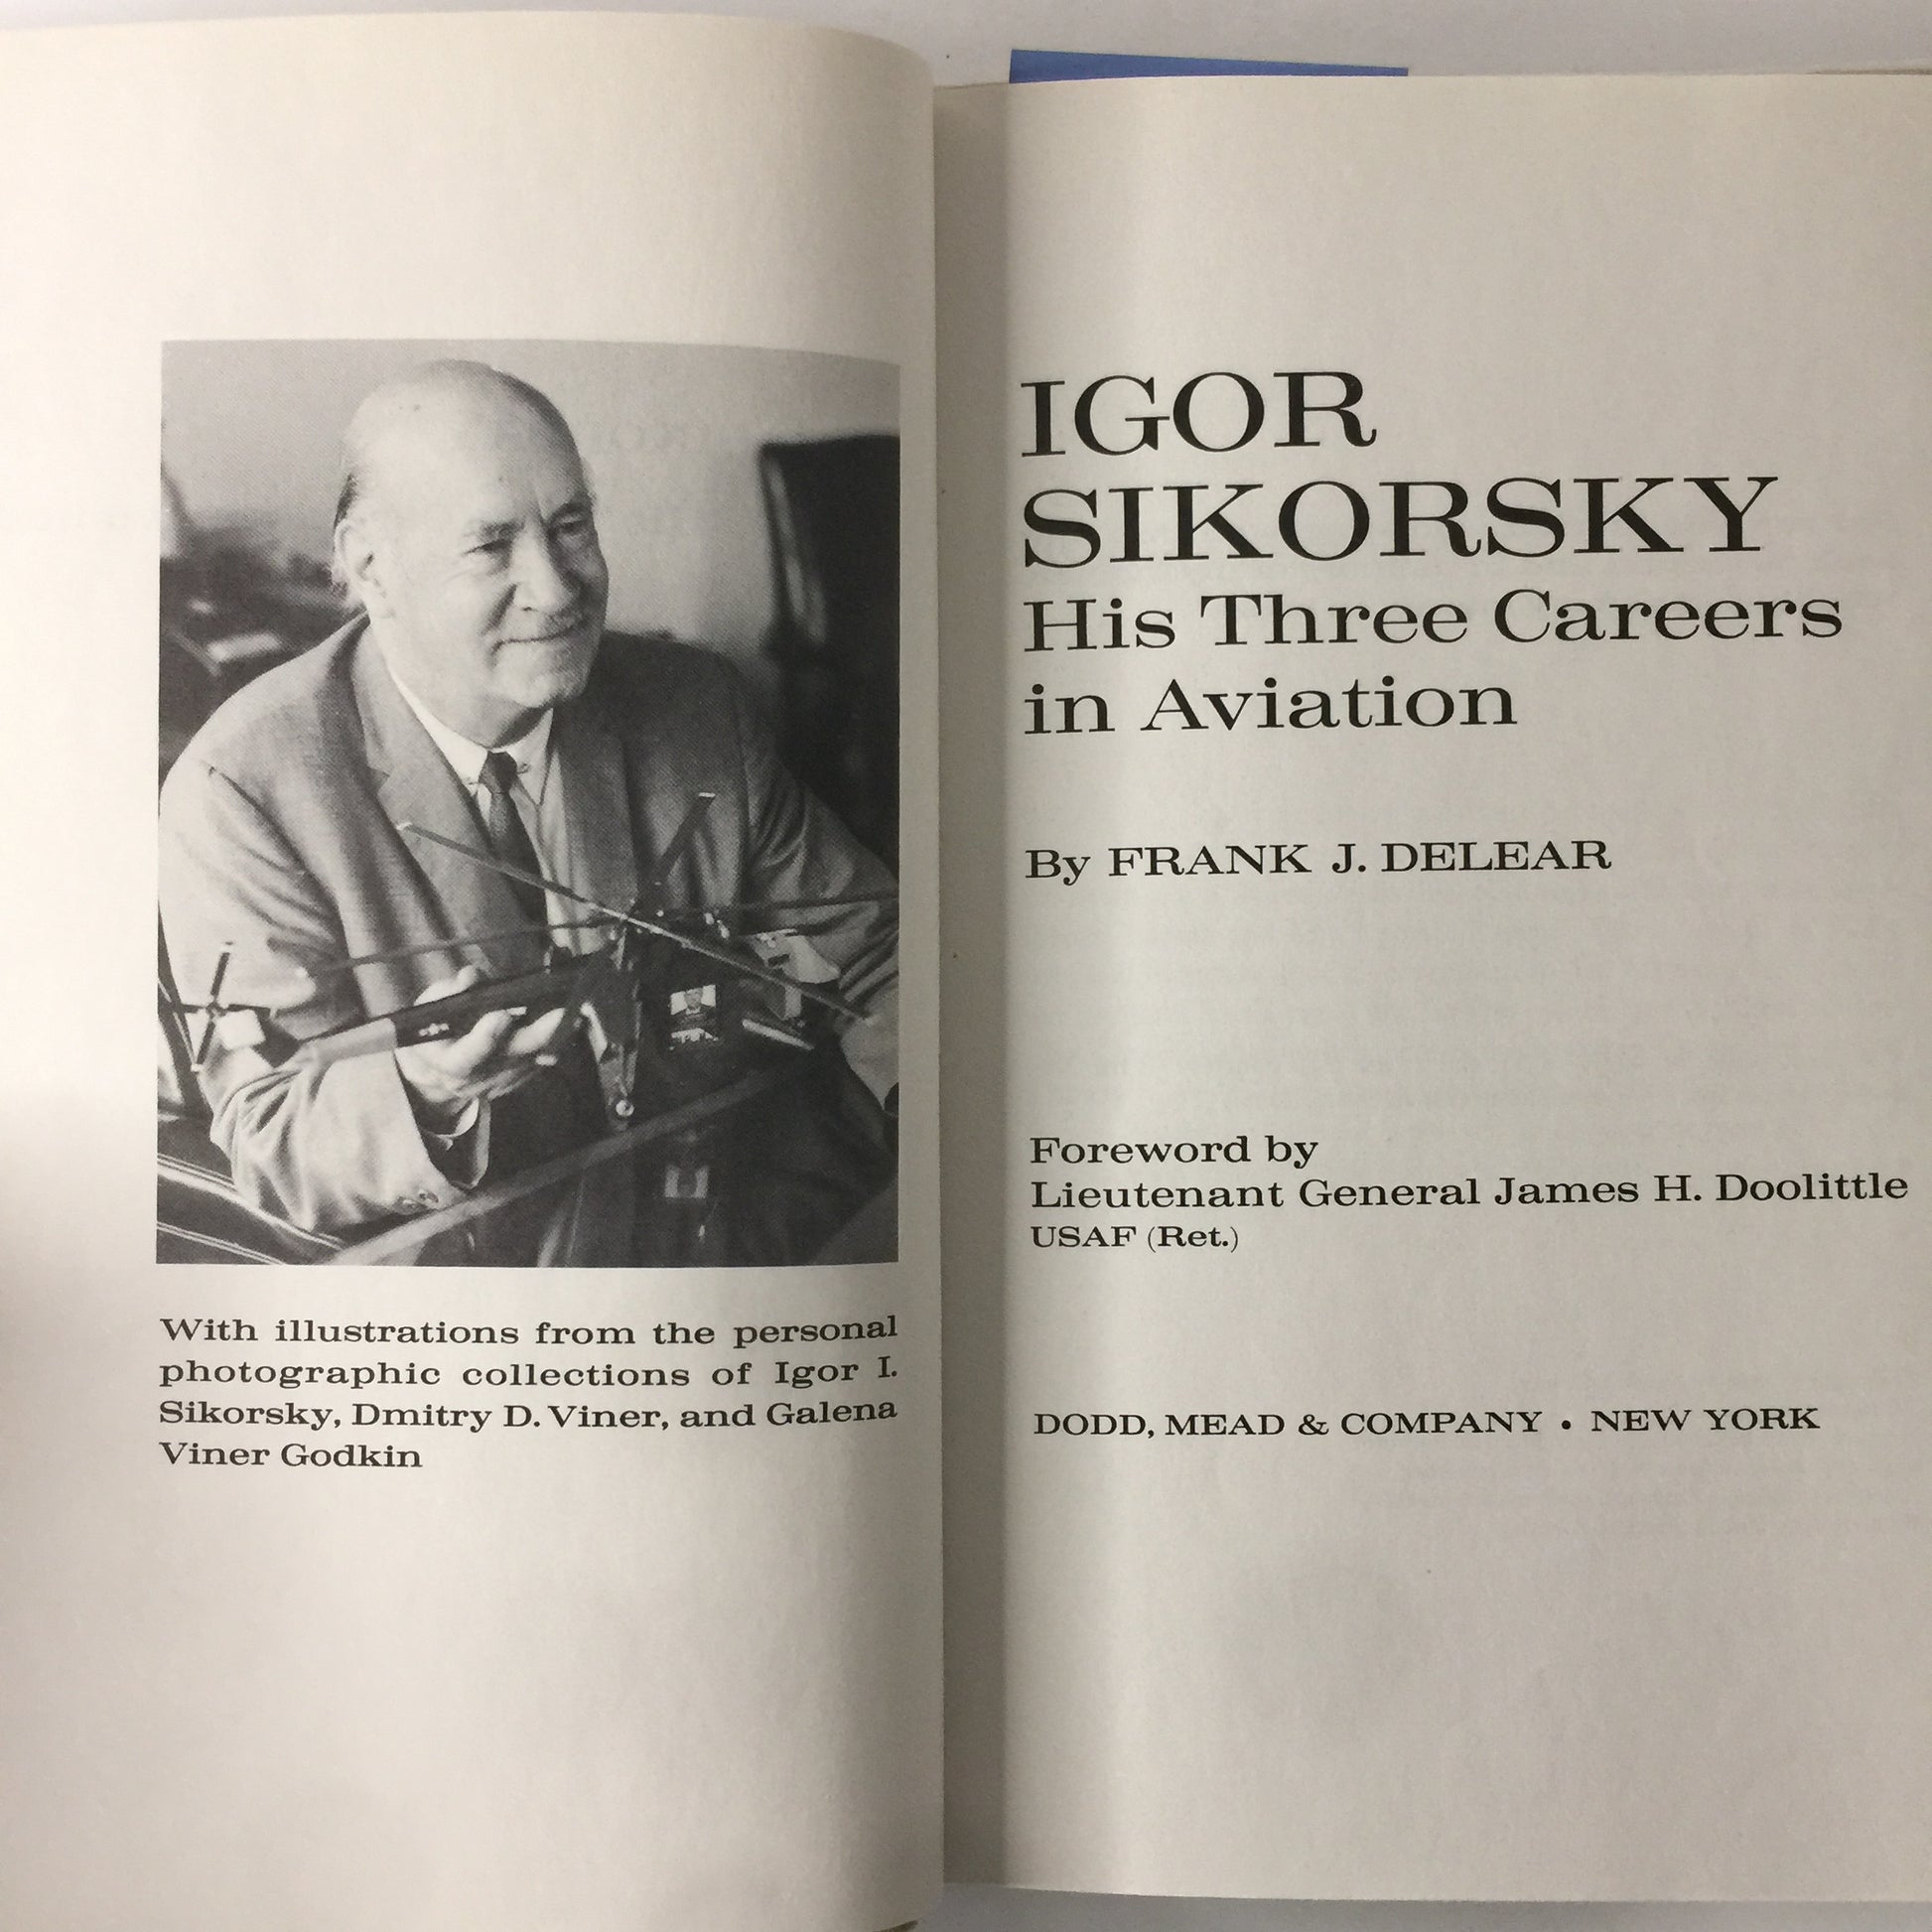 With illustrations from the personal
photographic collections of Igor I.
Sikorsky, Dmitry D. Viner, and Galena
Viner Godkin
IGOR
SIKORSKY
His Three Careers
in Aviation
By FRANK J. DELEAR
Foreword by
Lieutenant General James H. Doolittle
USAF (Ret.)
DODD, MEAD & COMPANY • NEW YORK